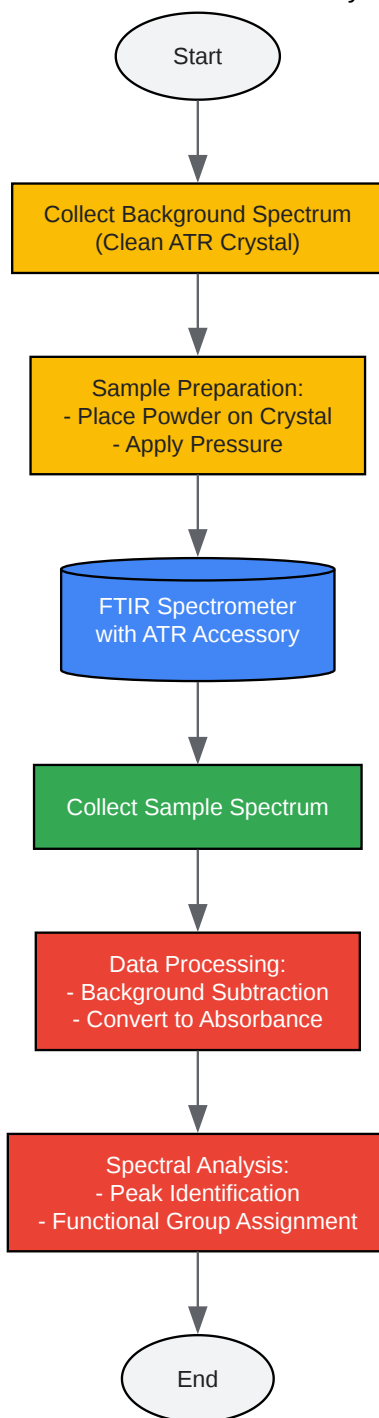 Start
Collect Background Spectrum
(Clean ATR Crystal)
Sample Preparation:
- Place Powder on Crystal
- Apply Pressure
FTIR Spectrometer
with ATR Accessory
Collect Sample Spectrum
Data Processing:
- Background Subtraction
- Convert to Absorbance
Spectral Analysis:
- Peak Identification
- Functional Group Assignment
End